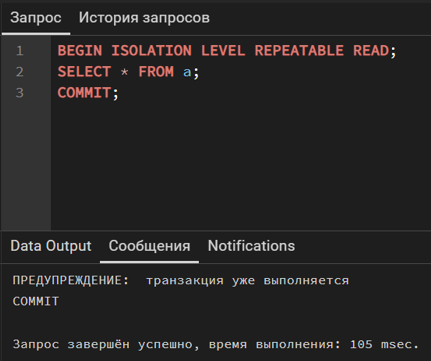 Запрос История запросов
1 BEGIN ISOLATION LEVEL REPEATABLE READ;
2 SELECT * FROM a;
3 COMMIT;
Data Output Сообщения Notifications
ПРЕДУПРЕЖДЕНИЕ:  транзакция уже выполняется
COMMIT
Запрос завершён успешно, время выполнения: 105 msec.